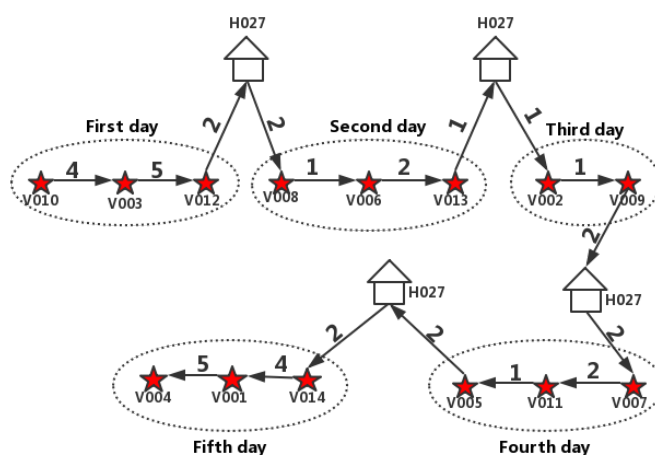 H027
H027
First day
Second day
Third day
2
2
1
1
4
5
1
2
1
V010
V003
V012
V008
V006
V013
V002
V009
2
H027
H027
2
2
2
5
4
1
2
V004
V001
V014
V005
V011
V007
Fifth day
Fourth day